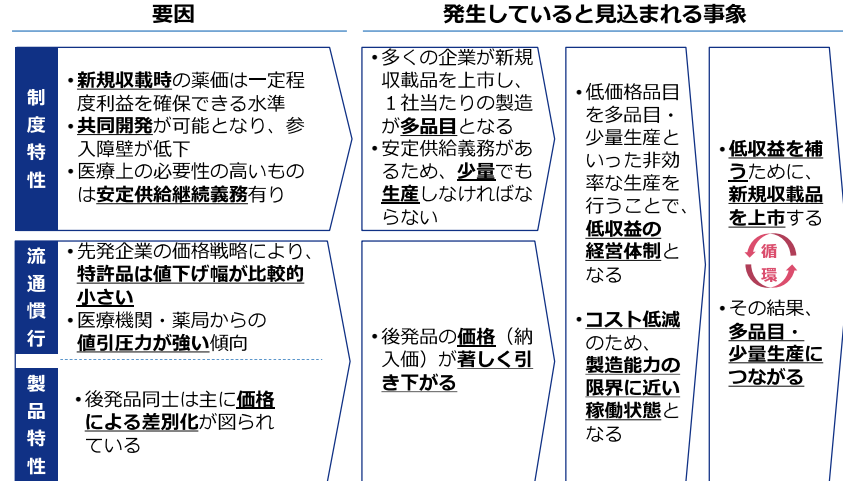 要因
発生していると見込まれる事象
制度特性
•新規収載時の薬価は一定程
度利益を確保できる水準
•共同開発が可能となり、参
入障壁が低下
•医療上の必要性の高いもの
は安定供給継続義務有り
•多くの企業が新規
収載品を上市し、
１社当たりの製造
が多品目となる
•安定供給義務があ
るため、少量でも
生産しなければな
らない
流通慣行
•先発企業の価格戦略により、
特許品は値下げ幅が比較的
小さい
•医療機関・薬局からの
値引圧力が強い傾向
製品特性
•後発品同士は主に価格
による差別化が図られ
ている
•後発品の価格（納
入価）が著しく引
き下がる
•低価格品目
を多品目・
少量生産と
いった非効
率な生産を
行うことで、
低収益の
経営体制と
なる
•コスト低減
のため、
製造能力の
限界に近い
稼働状態と
なる
•低収益を補
うために、
新規収載品
を上市する
循
環
•その結果、
多品目・
少量生産に
つながる